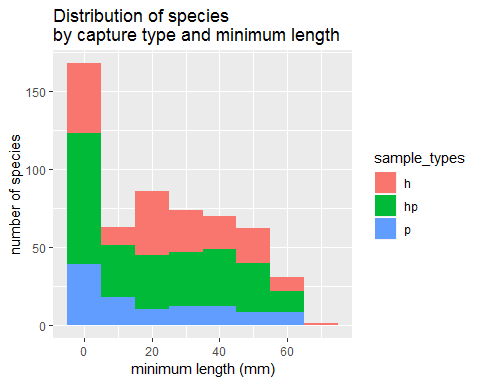 Distribution of species
by capture type and minimum length
number of species
150
100
50
0
0 20 40 60
minimum length (mm)
sample_types
h
hp
p